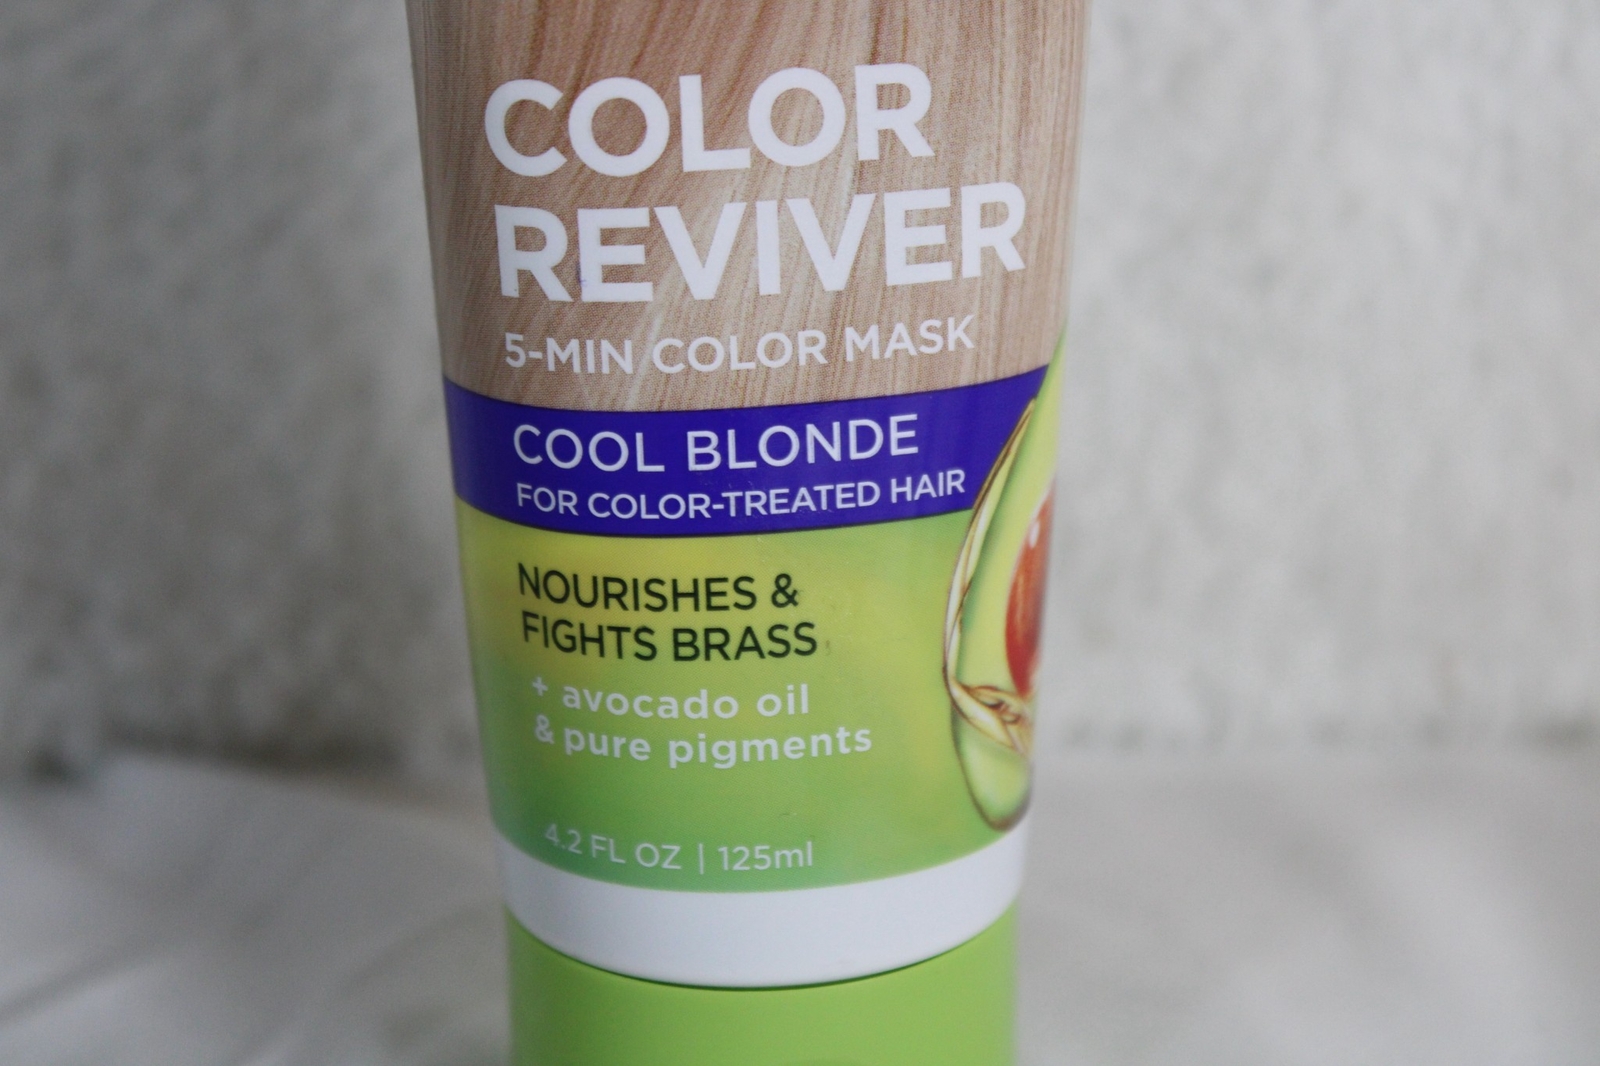 COLOR
REVIVER
5-MIN COLOR MASK
COOL BLONDE
FOR COLOR-TREATED HAIR
NOURISHES &
FIGHTS BRASS
+ avocado oil
& pure pigments
4.2 FL OZ | 125ml